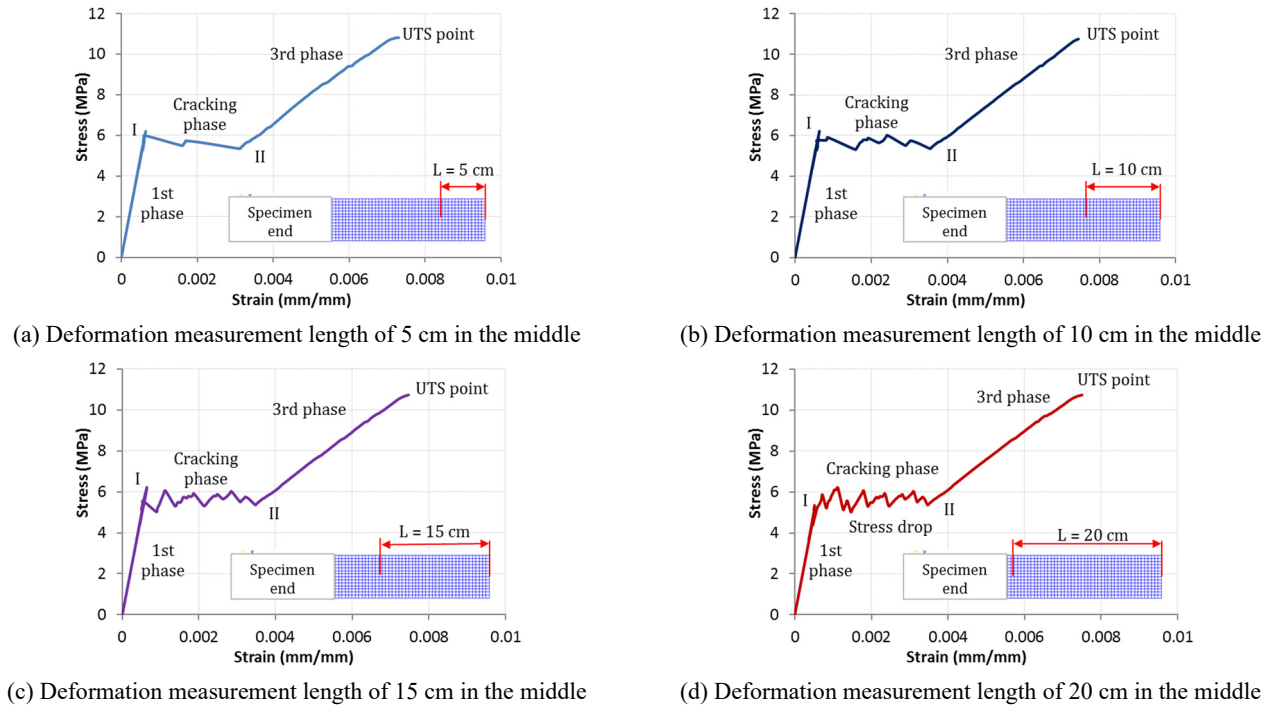 12
10
8
6
4
2
0
Stress (MPa)
I
1st
phase
Cracking
phase
II
3rd phase
UTS point
L = 5 cm
Specimen
end
0 0.002 0.004 0.006 0.008 0.01
Strain (mm/mm)
(a) Deformation measurement length of 5 cm in the middle
12
10
8
6
4
2
0
Stress (MPa)
I
1st
phase
Cracking
phase
II
3rd phase
UTS point
L = 10 cm
Specimen
end
0 0.002 0.004 0.006 0.008 0.01
Strain (mm/mm)
(b) Deformation measurement length of 10 cm in the middle
12
10
8
6
4
2
0
Stress (MPa)
I
1st
phase
Cracking
phase
II
3rd phase
UTS point
L = 15 cm
Specimen
end
0 0.002 0.004 0.006 0.008 0.01
Strain (mm/mm)
(c) Deformation measurement length of 15 cm in the middle
12
10
8
6
4
2
0
Stress (MPa)
I
1st
phase
Cracking phase
Stress drop
II
3rd phase
UTS point
L = 20 cm
Specimen
end
0 0.002 0.004 0.006 0.008 0.01
Strain (mm/mm)
(d) Deformation measurement length of 20 cm in the middle